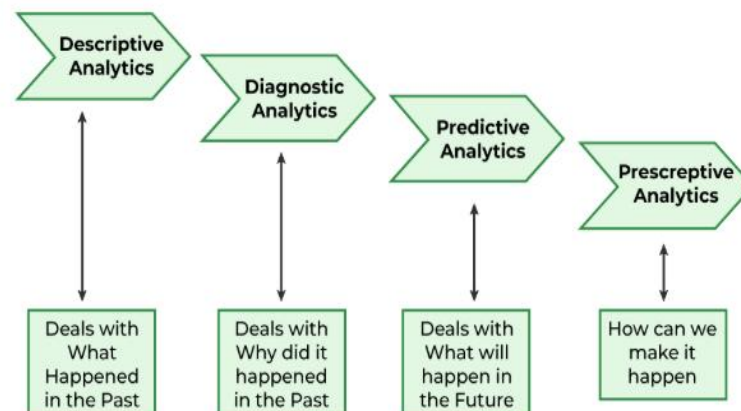 Descriptive
Analytics
Diagnostic
Analytics
Predictive
Analytics
Prescreptive
Analytics
Deals with
What
Happened
in the Past
Deals with
Why did it
happened
in the Past
Deals with
What will
happen in
the Future
How can we
make it
happen